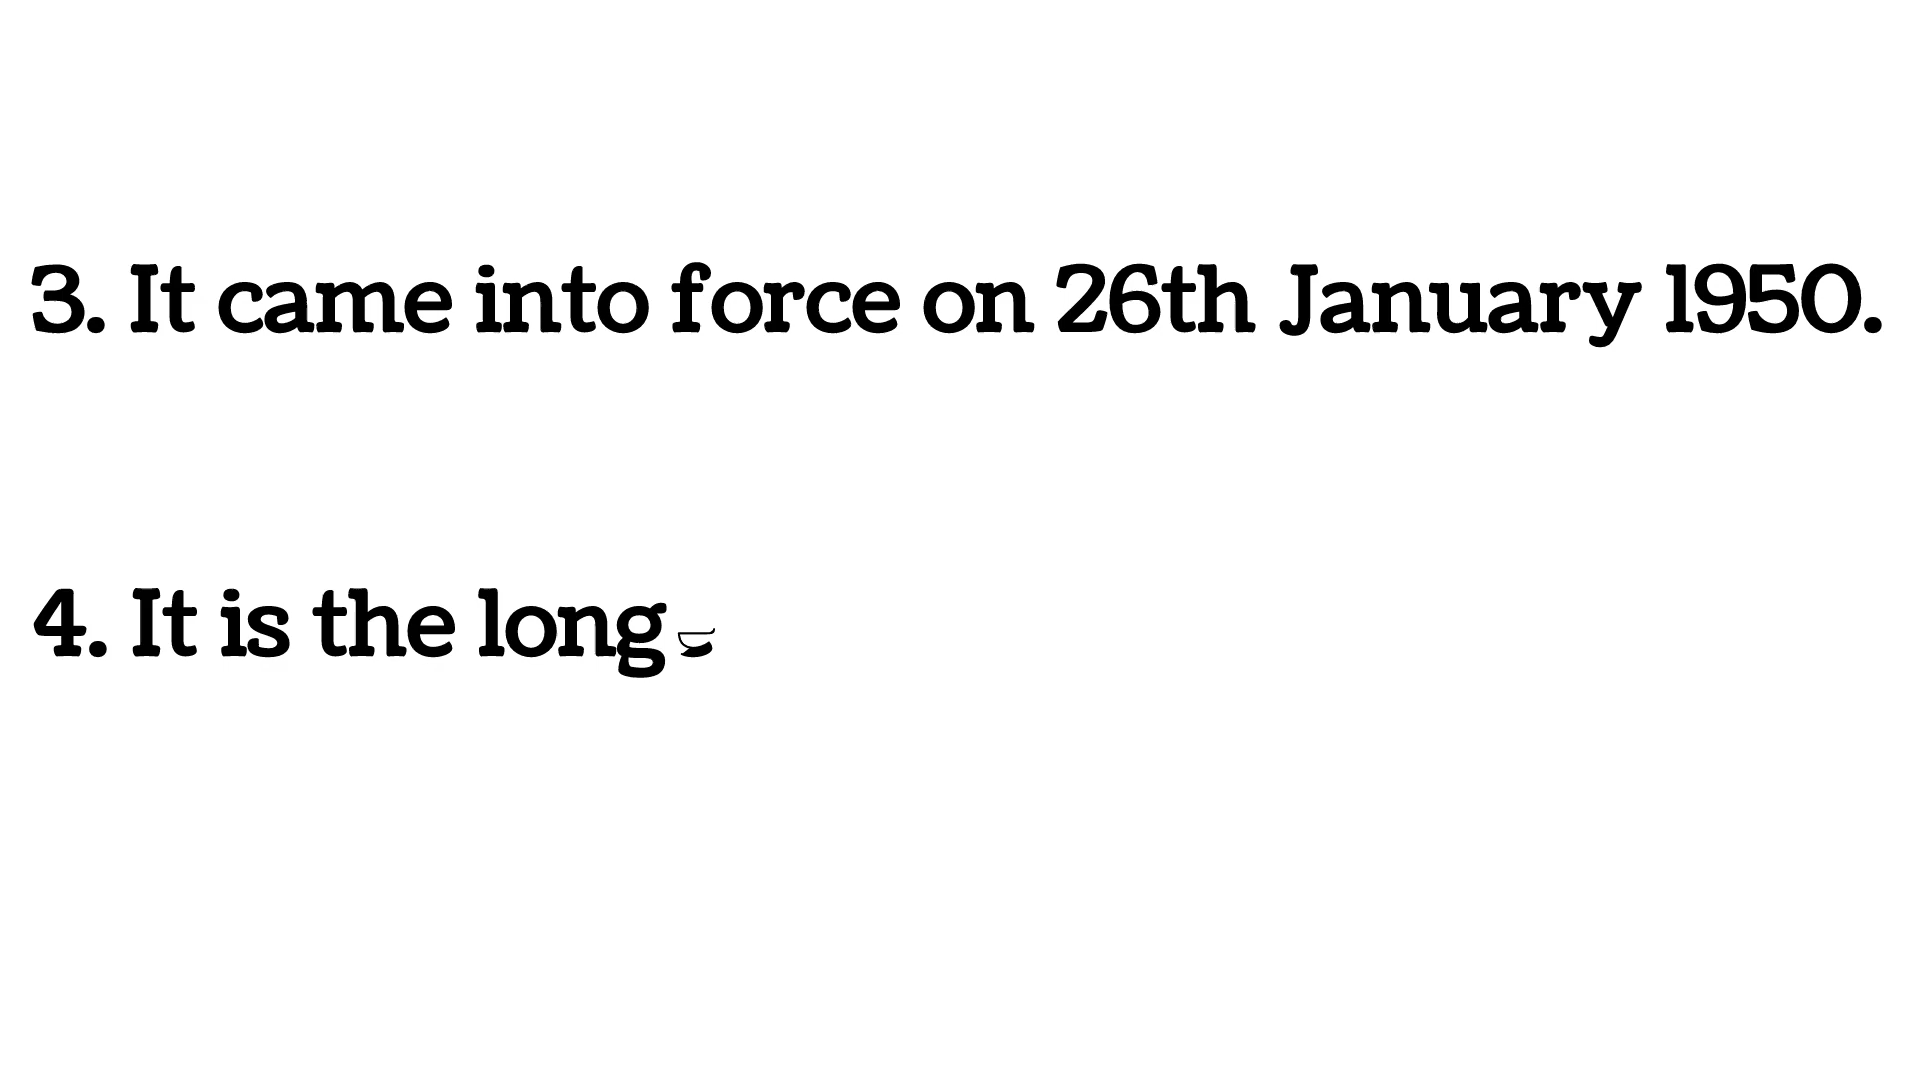 3. It came into force on 26th January 1950.
4. It is the long